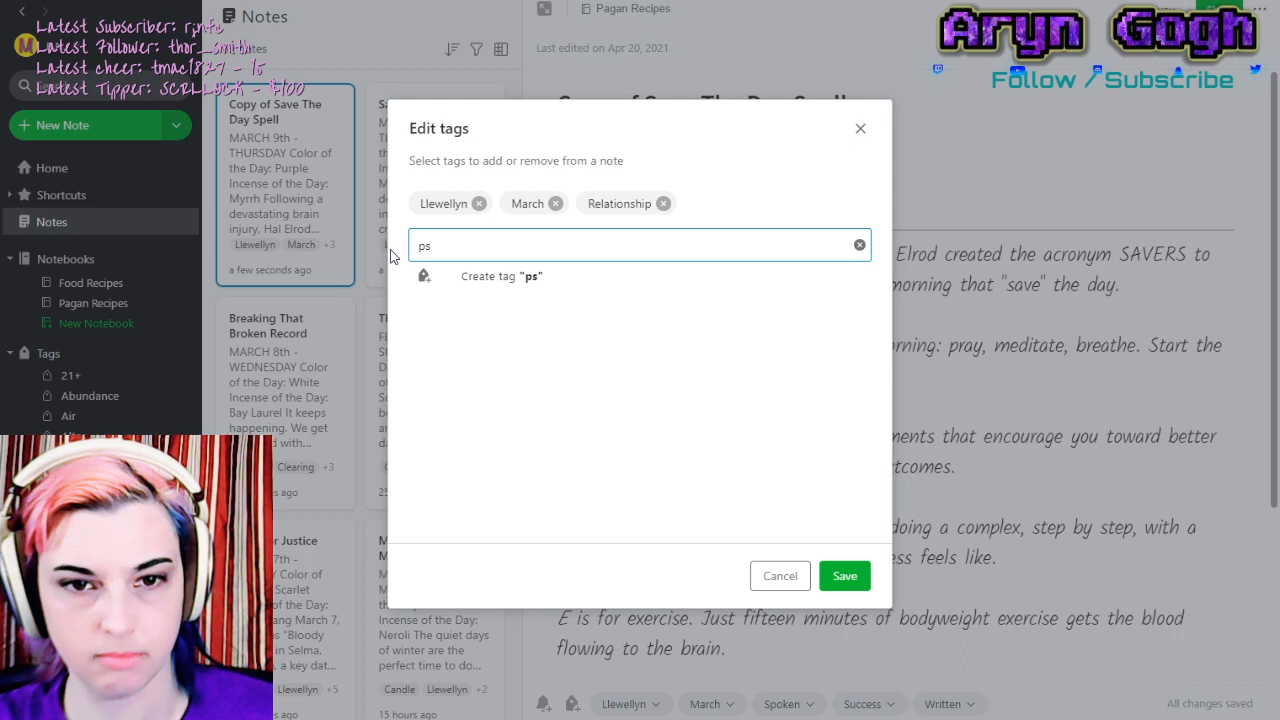 Notes
Pagan Recipes
Latest Subscriber: rjnfc
Latest Follower: thor_smith
Latest cheer: tmac1827 - 15
Latest Tipper: SCRLLOCK - $100
Aryn Gogh
Follow / Subscribe
Last edited on Apr 20, 2021
New Note
Home
Shortcuts
Notes
Notebooks
Food Recipes
Pagan Recipes
New Notebook
Tags
21+
Abundance
Air
Copy of Save The
Day Spell
MARCH 9th -
THURSDAY Color of
the Day: Purple
Incense of the Day:
Myrrh Following a
devastating brain
injury, Hal Elrod...
Llewellyn March +3
a few seconds ago
Breaking That
Broken Record
MARCH 8th -
WEDNESDAY Color
of the Day: White
Incense of the Day:
Bay Laurel It keeps
happening. We get
with...
Clearing +3
ago
or Justice
7th -
Color of
Scarlet
of the Day:
ang March 7,
as "Bloody
in Selma,
, a key dat...
Llewellyn +5
ago
Incense of the Day:
Neroli The quiet days
of winter are the
perfect time to do...
Candle Llewellyn +2
15 hours ago
Edit tags
Select tags to add or remove from a note
Llewellyn March Relationship
ps
Create tag "ps"
Cancel Save
Elrod created the acronym SAVERS to
morning that "save" the day.
rning: pray, meditate, breathe. Start the
ments that encourage you toward better
tcomes.
doing a complex, step by step, with a
ess feels like.
E is for exercise. Just fifteen minutes of bodyweight exercise gets the blood
flowing to the brain.
Llewellyn March Spoken Success Written
All changes saved